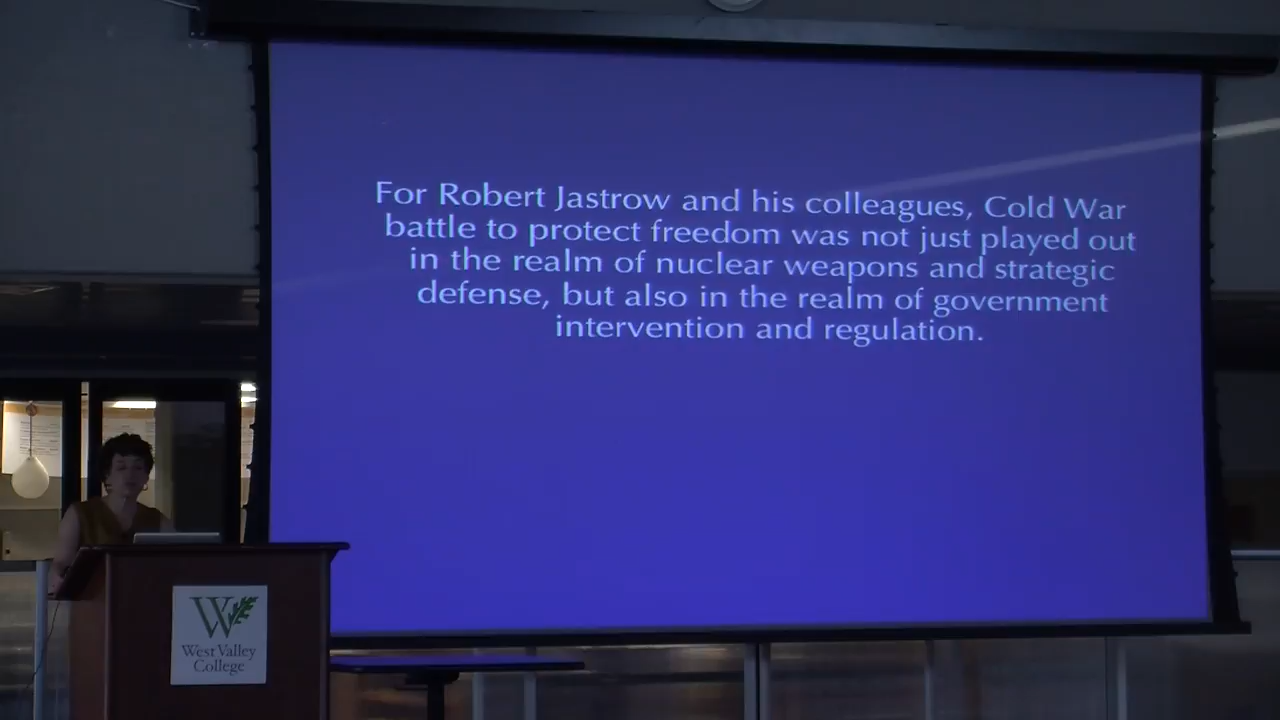 For Robert Jastrow and his colleagues, Cold War
battle to protect freedom was not just played out
in the realm of nuclear weapons and strategic
defense, but also in the realm of government
intervention and regulation.
W
West Valley
College